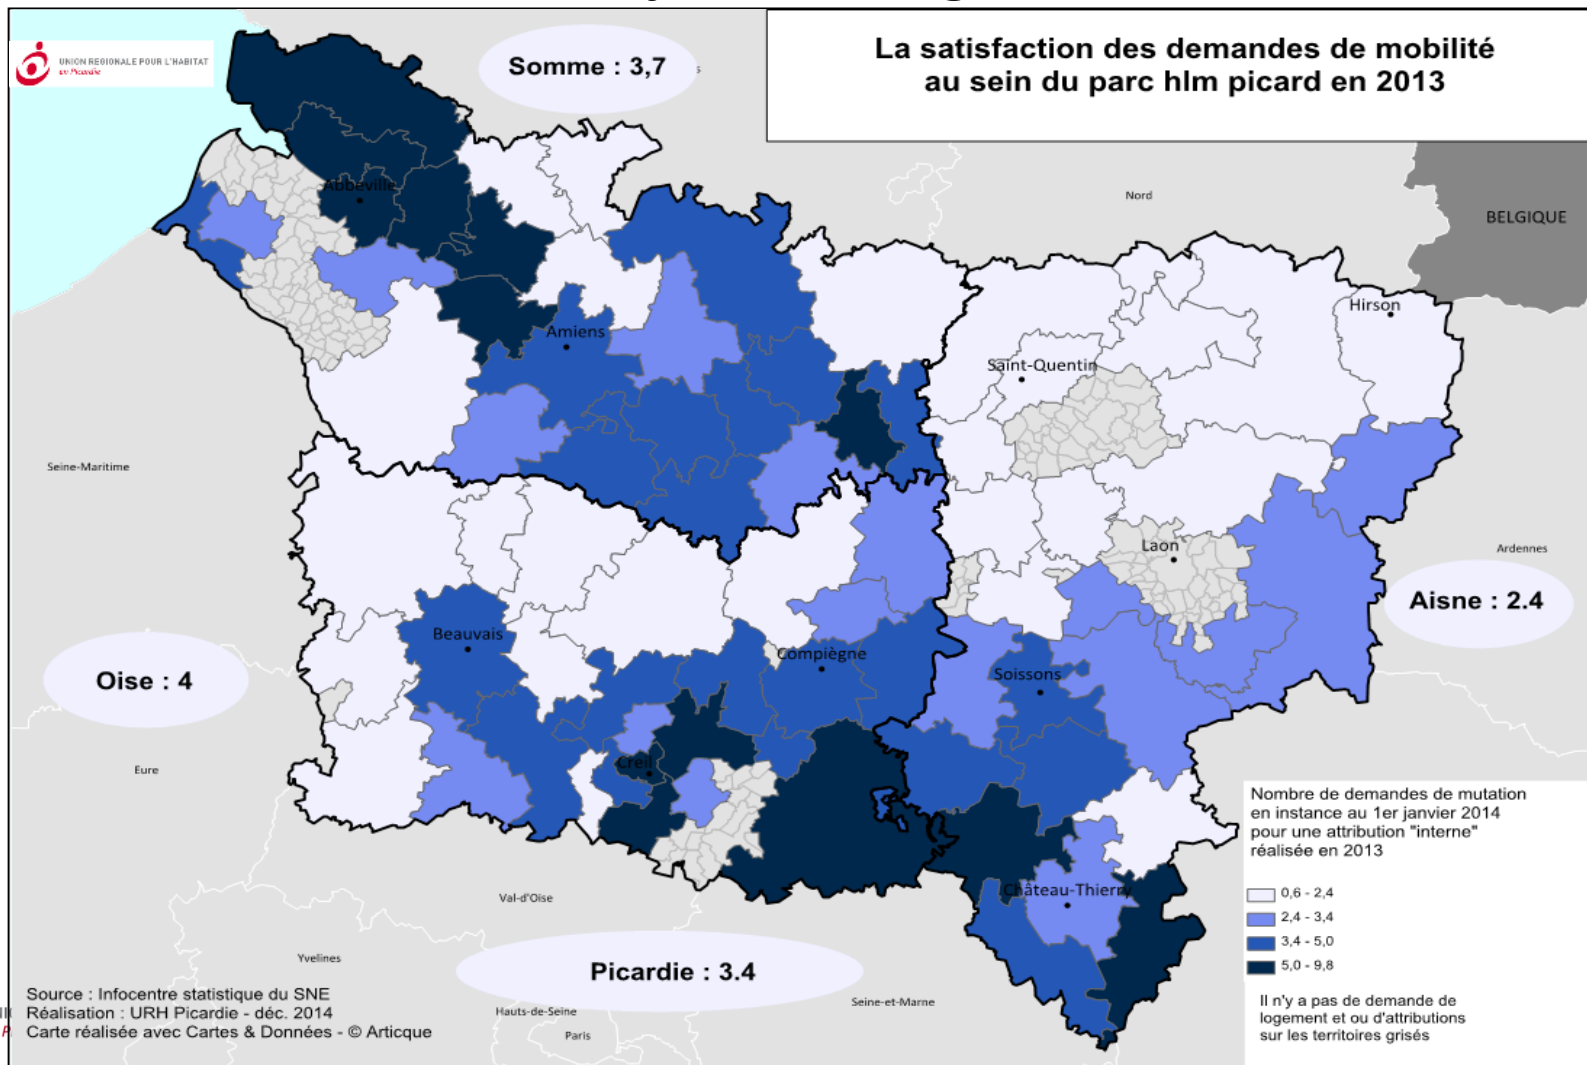 La satisfaction des demandes de mobilité
au sein du parc hlm picard en 2013
UNION REGIONALE POUR L'HABITAT
en Picardie
Somme : 3,7
Nord
BELGIQUE
Abbeville
Hirson
Amiens
Saint-Quentin
Seine-Maritime
Laon
Ardennes
Aisne : 2.4
Beauvais
Compiègne
Soissons
Oise : 4
Eure
Creil
Château-Thierry
Val-d'Oise
Yvelines
Picardie : 3.4
Seine-et-Marne
Hauts-de-Seine
Paris
Nombre de demandes de mutation
en instance au 1er janvier 2014
pour une attribution "interne"
réalisée en 2013
0,6 - 2,4
2,4 - 3,4
3,4 - 5,0
5,0 - 9,8
Il n'y a pas de demande de
logement et ou d'attributions
sur les territoires grisés
Source : Infocentre statistique du SNE
Réalisation : URH Picardie - déc. 2014
Carte réalisée avec Cartes & Données - © Articque